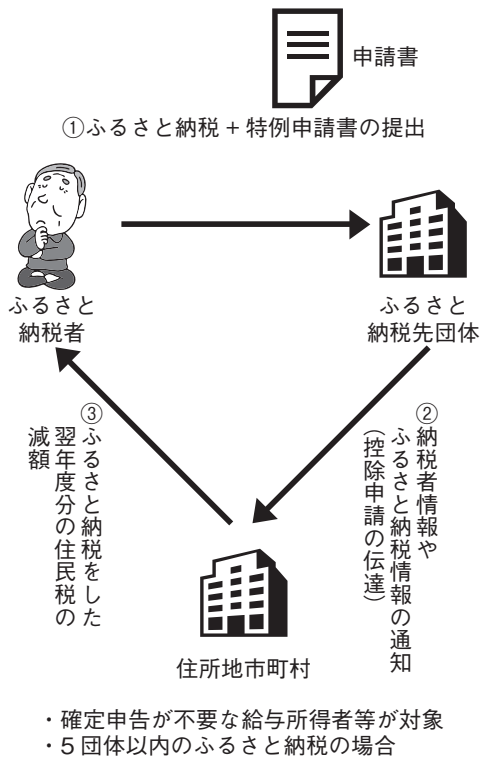 申請書
①ふるさと納税 + 特例申請書の提出
ふるさと
納税者
ふるさと
納税先団体
②納税者情報や
ふるさと納税情報の通知
（控除申請の伝達）
③ふるさと納税をした
翌年度分の住民税の
減額
住所地市町村
・確定申告が不要な給与所得者等が対象
・5団体以内のふるさと納税の場合